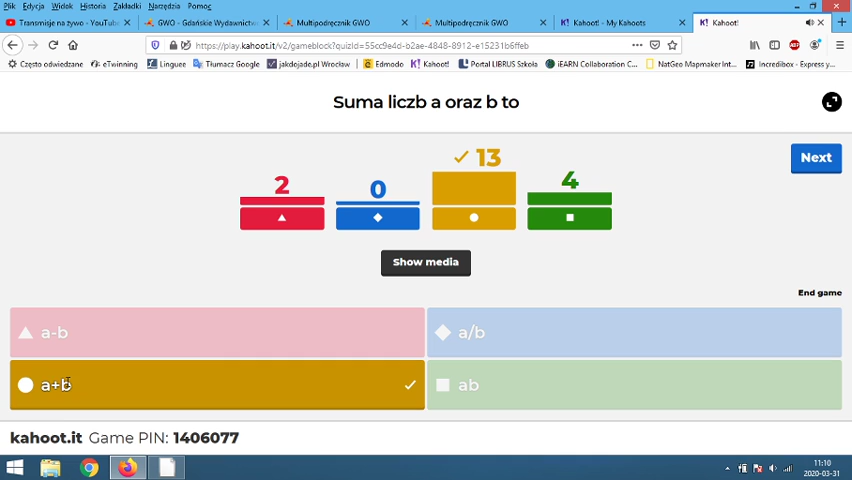 Plik Edycja Widok Historia Zakładki Narzędzia Pomoc
Transmisje na żywo - YouTube
GWO - Gdańskie Wydawnictwo
Multipodręcznik GWO
Multipodręcznik GWO
Kahoot! - My Kahoots
Kahoot!
https://play.kahoot.it/v2/gameblock?quizId=55cc9e4d-b2ae-4848-8912-e15231b6ffeb
Często odwiedzane eTwinning Linguee Tłumacz Google jakdojade.pl Wrocław Edmodo Kahoot! Portal LIBRUS Szkoła iEARN Collaboration C... NatGeo Mapmaker Int... Incredibox - Express y...
Suma liczb a oraz b to
Next
2
0
13
4
Show media
End game
a-b
a/b
a+b
ab
kahoot.it Game PIN: 1406077
11:10
2020-03-31